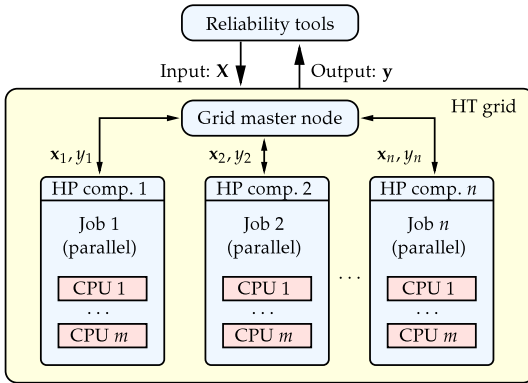 Reliability tools
Input: X
Output: y
HT grid
Grid master node
x₁, y₁
x₂, y₂
xₙ, yₙ
HP comp. 1
HP comp. 2
HP comp. n
Job 1
(parallel)
Job 2
(parallel)
Job n
(parallel)
CPU 1
...
CPU m
CPU 1
...
CPU m
...
CPU 1
...
CPU m